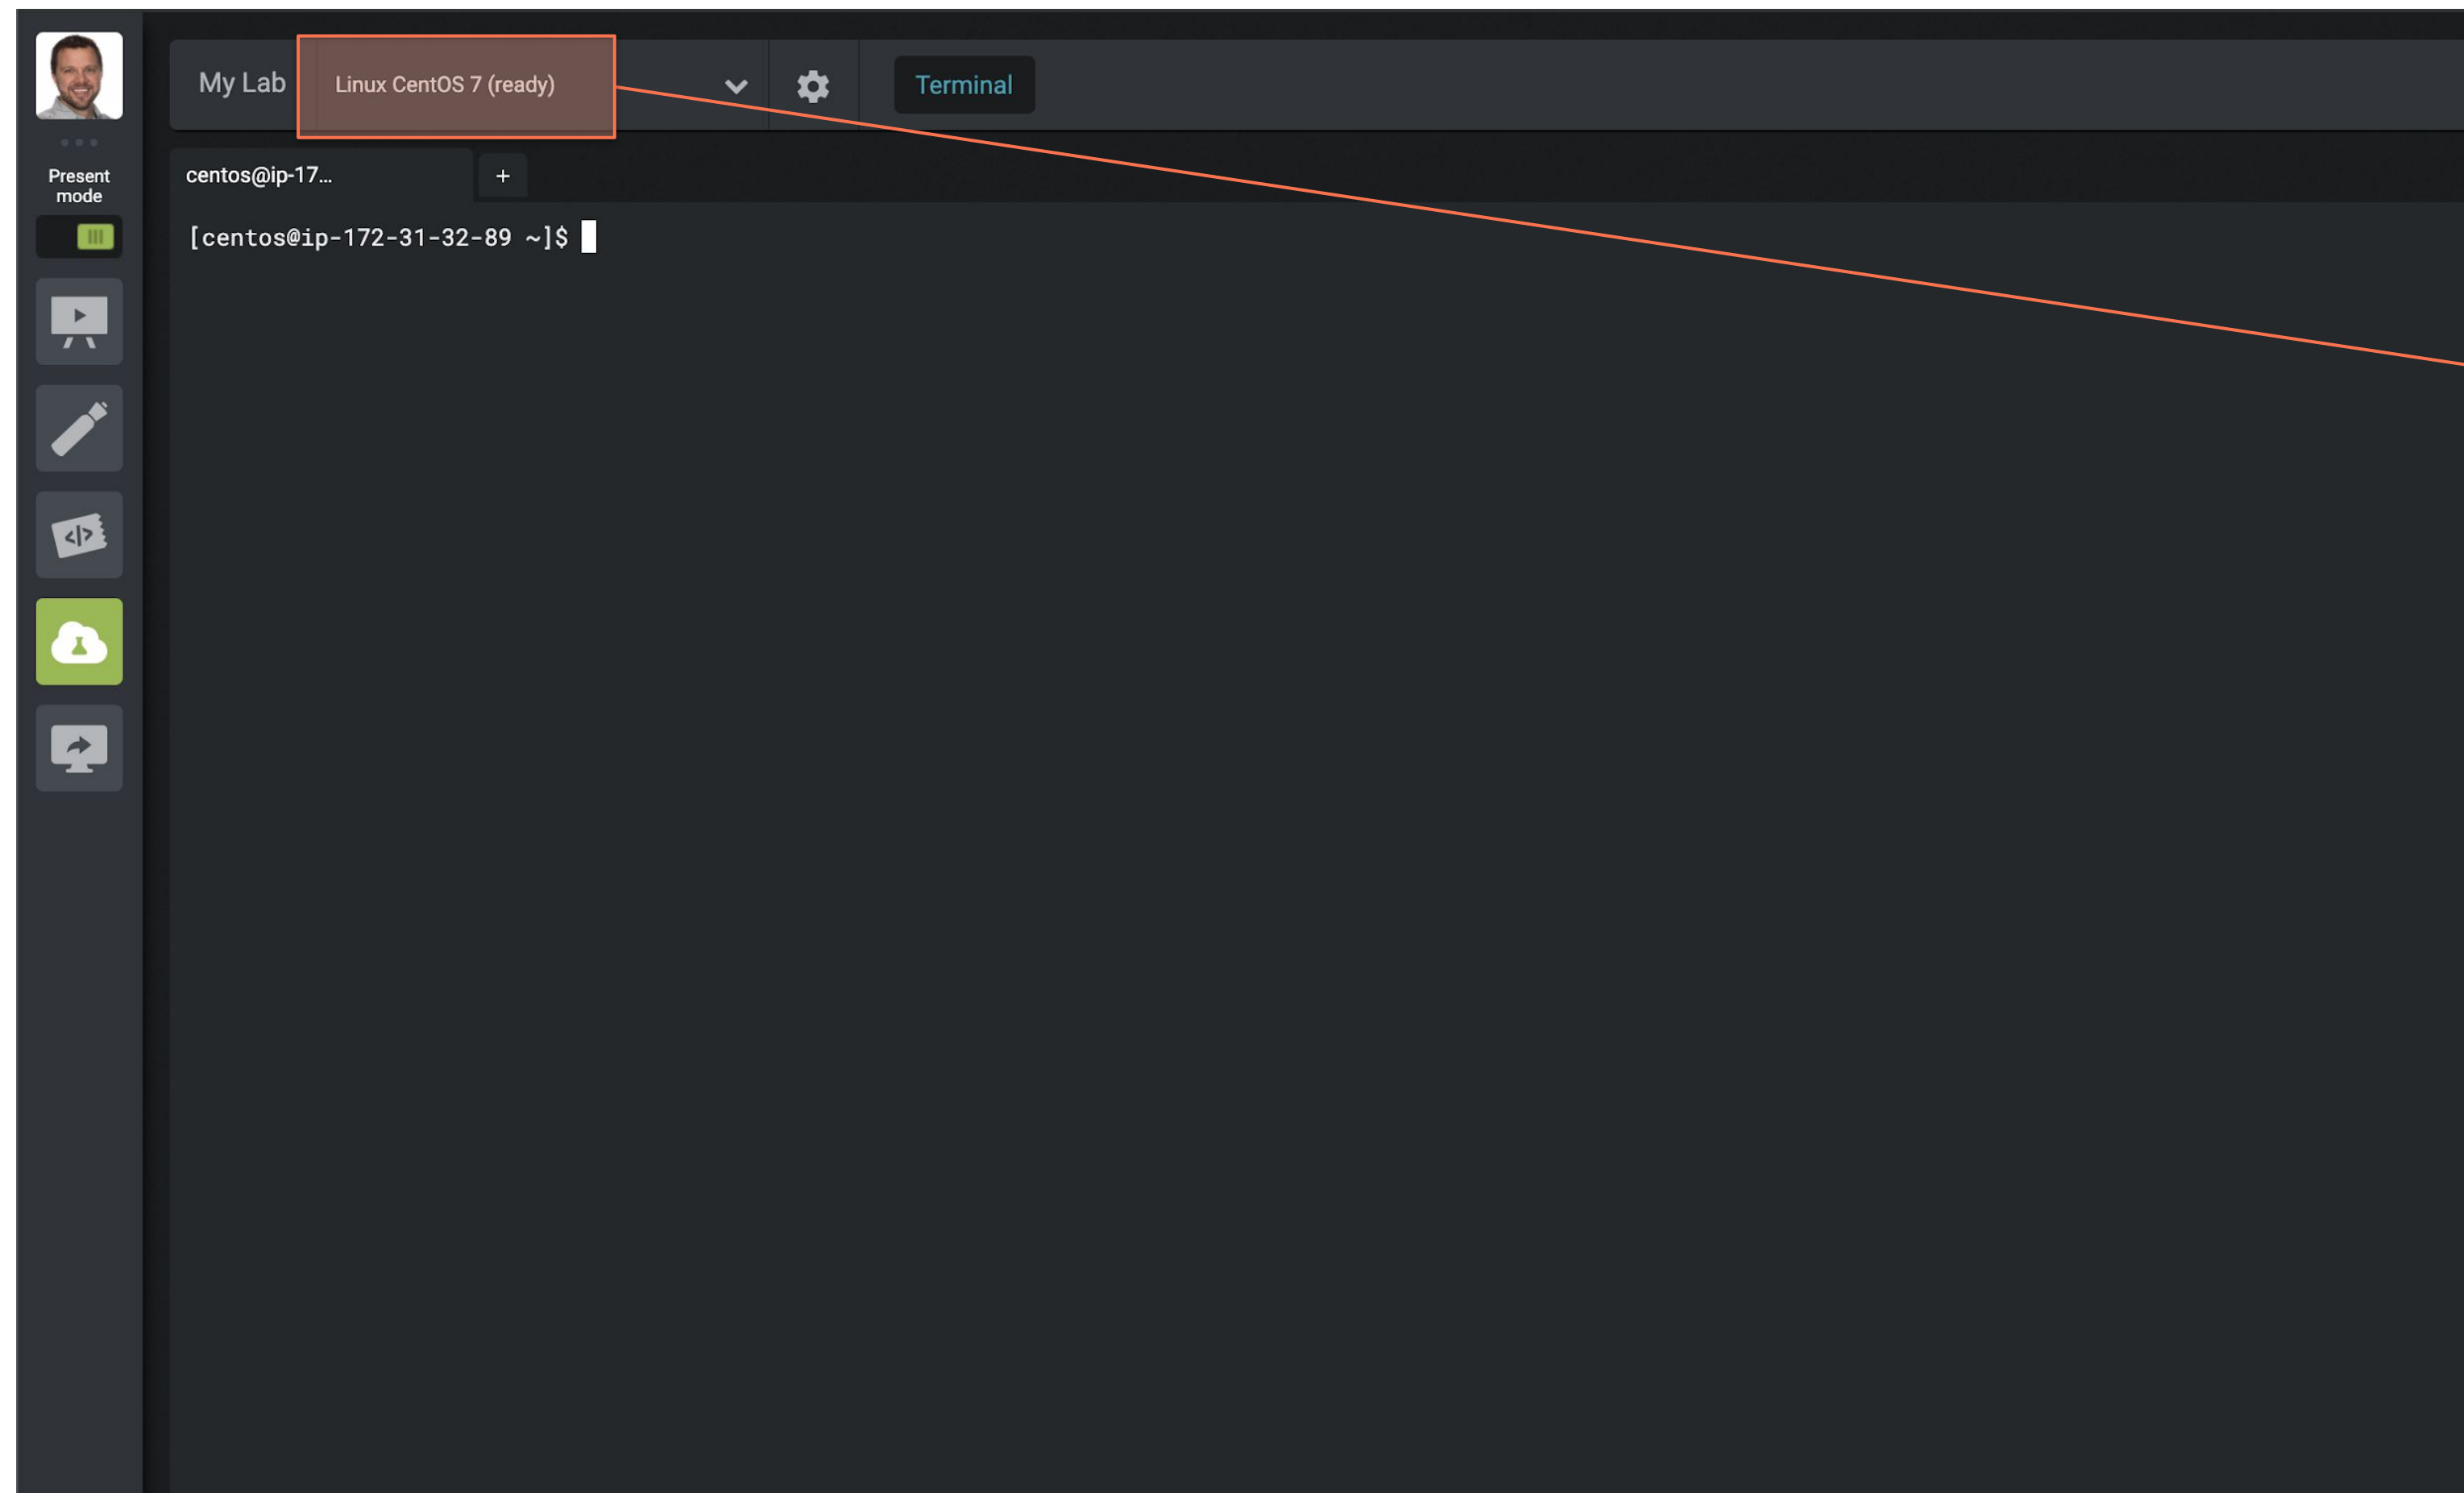 My Lab
Linux CentOS 7 (ready)
Terminal
Present
mode
centos@ip-17…
+
[centos@ip-172-31-32-89 ~]$
</>